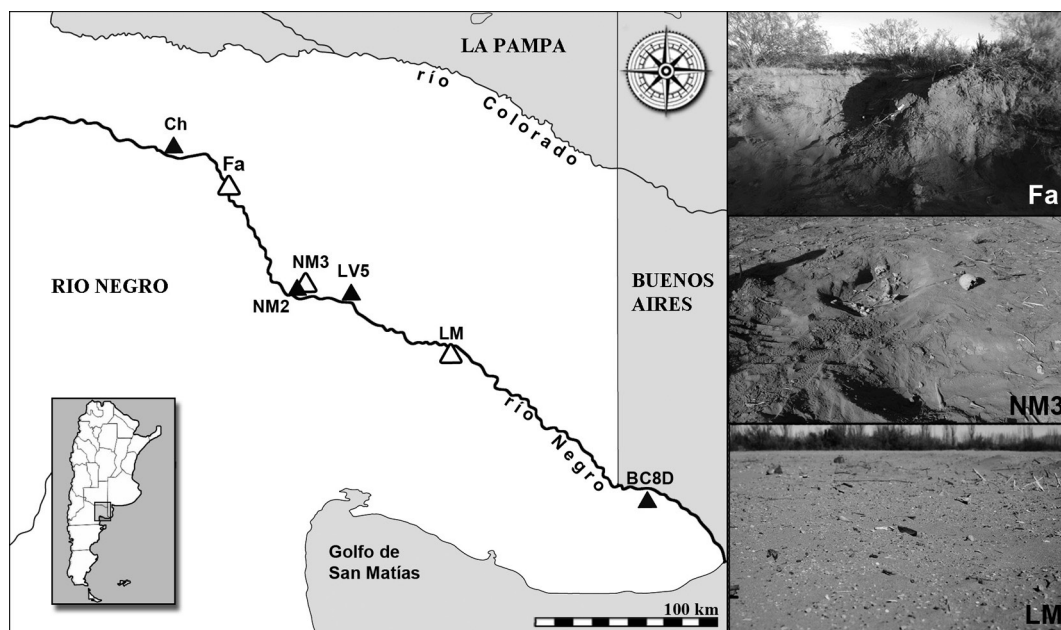 LA PAMPA
río Colorado
Ch
Fa
NM3
LV5
NM2
RIO NEGRO
BUENOS
AIRES
LM
río Negro
BC8D
Golfo de
San Matías
100 km
Fa
NM3
LM